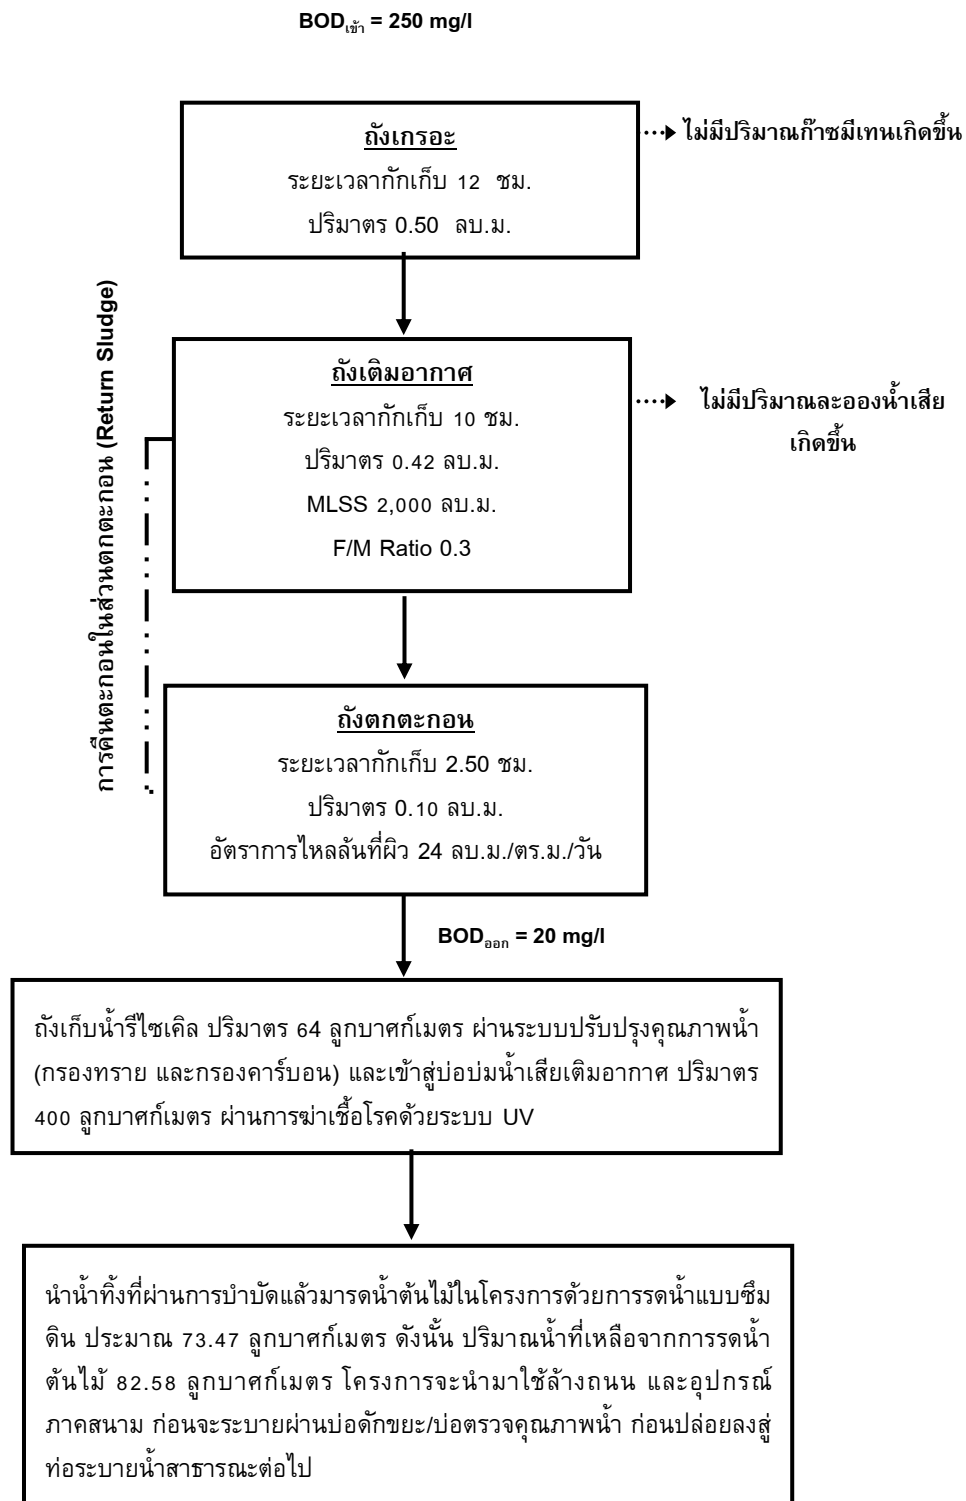 BODเข้า = 250 mg/l
ถังเกรอะ
ระยะเวลากักเก็บ 12 ชม.
ปริมาตร 0.50 ลบ.ม.
ไม่มีปริมาณก๊าซมีเทนเกิดขึ้น
ถังเติมอากาศ
ระยะเวลากักเก็บ 10 ชม.
ปริมาตร 0.42 ลบ.ม.
MLSS 2,000 ลบ.ม.
F/M Ratio 0.3
ไม่มีปริมาณละอองน้ำเสีย
เกิดขึ้น
การคืนตะกอนในส่วนตกตะกอน (Return Sludge)
ถังตกตะกอน
ระยะเวลากักเก็บ 2.50 ชม.
ปริมาตร 0.10 ลบ.ม.
อัตราการไหลล้นที่ผิว 24 ลบ.ม./ตร.ม./วัน
BODออก = 20 mg/l
ถังเก็บน้ำรีไซเคิล ปริมาตร 64 ลูกบาศก์เมตร ผ่านระบบปรับปรุงคุณภาพน้ำ
(กรองทราย และกรองคาร์บอน) และเข้าสู่บ่อบ่มน้ำเสียเติมอากาศ ปริมาตร
400 ลูกบาศก์เมตร ผ่านการฆ่าเชื้อโรคด้วยระบบ UV
นำน้ำทิ้งที่ผ่านการบำบัดแล้วมารดน้ำต้นไม้ในโครงการด้วยการรดน้ำแบบซึม
ดิน ประมาณ 73.47 ลูกบาศก์เมตร ดังนั้น ปริมาณน้ำที่เหลือจากการรดน้ำ
ต้นไม้ 82.58 ลูกบาศก์เมตร โครงการจะนำมาใช้ล้างถนน และอุปกรณ์
ภาคสนาม ก่อนจะระบายผ่านบ่อดักขยะ/บ่อตรวจคุณภาพน้ำ ก่อนปล่อยลงสู่
ท่อระบายน้ำสาธารณะต่อไป